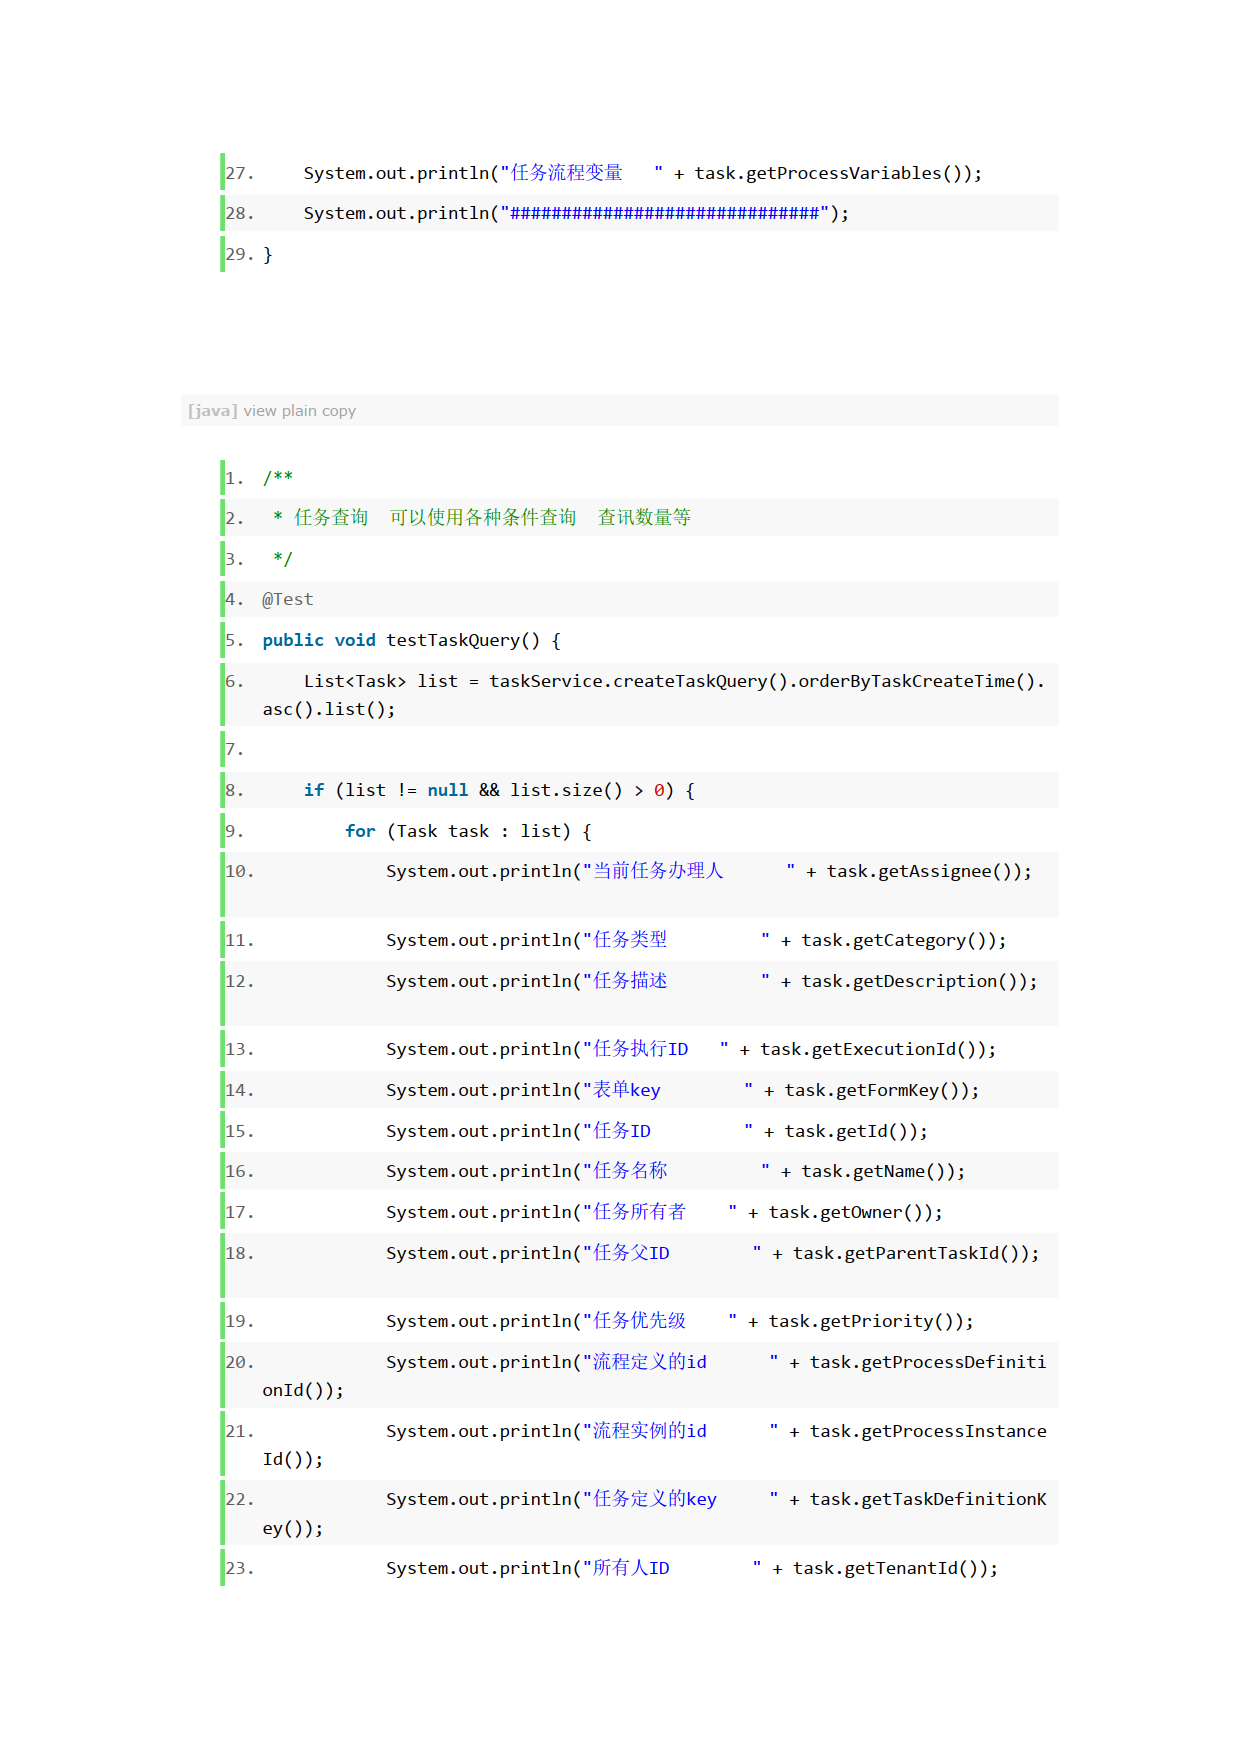 27.     System.out.println("任务流程变量   " + task.getProcessVariables());
28.     System.out.println("##############################");
29. }
[java] view plain copy
1. /**
2.  * 任务查询  可以使用各种条件查询  查讯数量等
3.  */
4. @Test
5. public void testTaskQuery() {
6.     List<Task> list = taskService.createTaskQuery().orderByTaskCreateTime().
asc().list();
7.
8.     if (list != null && list.size() > 0) {
9.         for (Task task : list) {
10.             System.out.println("当前任务办理人      " + task.getAssignee());
11.             System.out.println("任务类型         " + task.getCategory());
12.             System.out.println("任务描述         " + task.getDescription());
13.             System.out.println("任务执行ID   " + task.getExecutionId());
14.             System.out.println("表单key        " + task.getFormKey());
15.             System.out.println("任务ID         " + task.getId());
16.             System.out.println("任务名称         " + task.getName());
17.             System.out.println("任务所有者    " + task.getOwner());
18.             System.out.println("任务父ID        " + task.getParentTaskId());
19.             System.out.println("任务优先级    " + task.getPriority());
20.             System.out.println("流程定义的id      " + task.getProcessDefiniti
onId());
21.             System.out.println("流程实例的id      " + task.getProcessInstance
Id());
22.             System.out.println("任务定义的key     " + task.getTaskDefinitionK
ey());
23.             System.out.println("所有人ID        " + task.getTenantId());